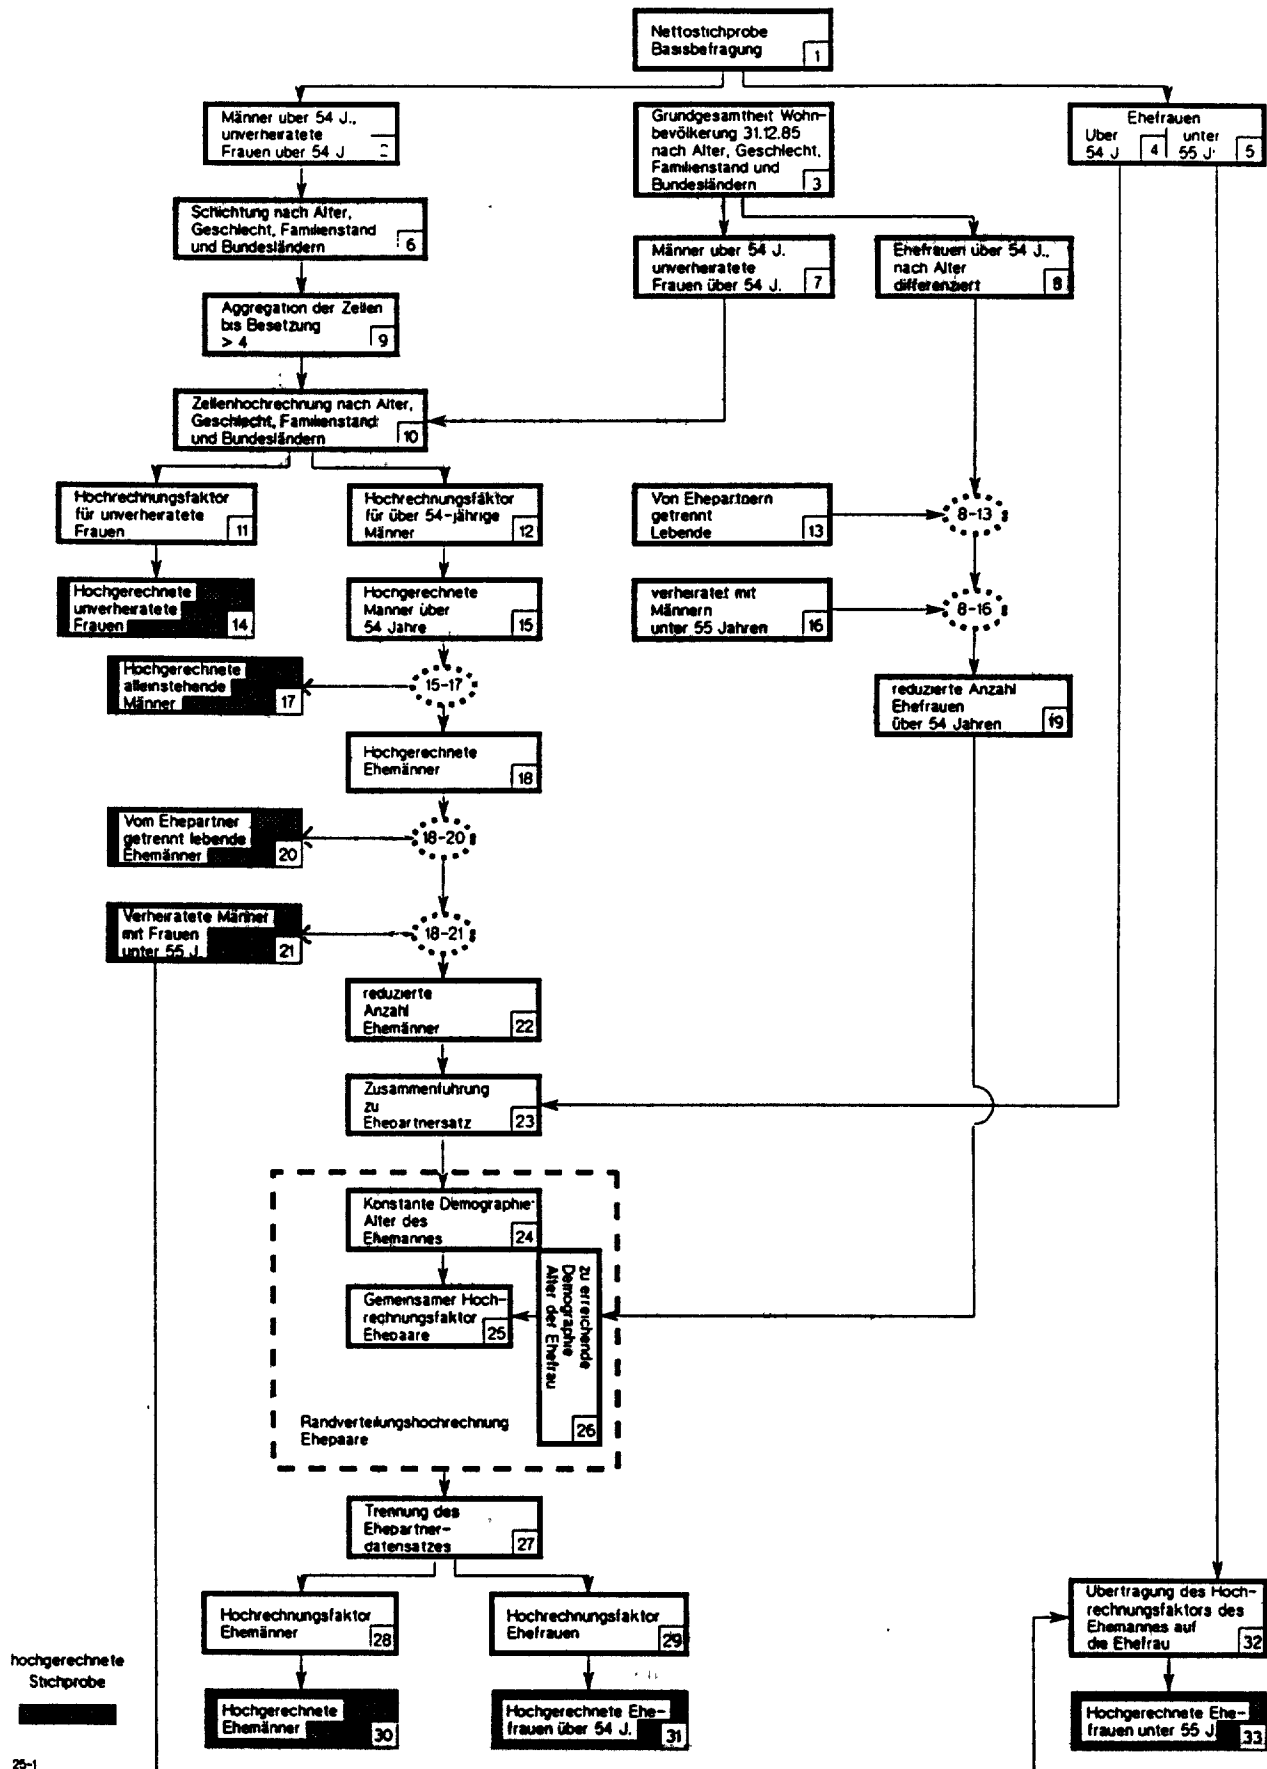 Nettostichprobe
Basisbefragung
1
Männer uber 54 J.,
unverheiratete
Frauen uber 54 J
2
Grundgesamtheit Wohn-
bevölkerung 31.12.85
nach Alter, Geschlecht,
Familienstand und
Bundesländern
3
Ehefrauen
Uber
54 J
4
unter
55 J.
5
Schichtung nach Alter,
Geschlecht, Familienstand
und Bundesländern
6
Männer uber 54 J.
unverheiratete
Frauen über 54 J.
7
Ehefrauen über 54 J.,
nach Alter
differenziert
8
Aggregation der Zellen
bis Besetzung
> 4
9
Zellenhochrechnung nach Alter,
Geschlecht, Familienstand
und Bundesländern
10
Hochrechnungsfaktor
für unverheiratete
Frauen
11
Hochrechnungsfaktor
für über 54-jährige
Männer
12
Von Ehepartnern
getrennt
Lebende
13
8-13
Hochgerechnete
unverheiratete
Frauen
14
Hochgerechnete
Manner über
54 Jahre
15
verheiratet mit
Männern
unter 55 Jahren
16
8-16
Hochgerechnete
alleinstehende
Männer
17
15-17
reduzierte Anzahl
Ehefrauen
über 54 Jahren
19
Hochgerechnete
Ehemänner
18
Vom Ehepartner
getrennt lebende
Ehemänner
20
18-20
Verheiratete Männer
mit Frauen
unter 55 J.
21
18-21
reduzierte
Anzahl
Ehemänner
22
Zusammenfuhrung
zu
Ehepartnersatz
23
Konstante Demographie
Alter des
Ehemannes
24
Gemeinsamer Hoch-
rechnungsfaktor
Ehepaare
25
zu erreichende
Demographie
Alter der Ehefrau
26
Randverteilungshochrechnung
Ehepaare
Trennung des
Ehepartner-
datensatzes
27
Hochrechnungsfaktor
Ehemänner
28
Hochrechnungsfaktor
Ehefrauen
29
Ubertragung des Hoch-
rechnungsfaktors des
Ehemannes auf
die Ehefrau
32
hochgerechnete
Stichprobe
Hochgerechnete
Ehemänner
30
Hochgerechnete Ehe-
frauen über 54 J.
31
Hochgerechnete Ehe-
frauen unter 55 J.
33
25-1